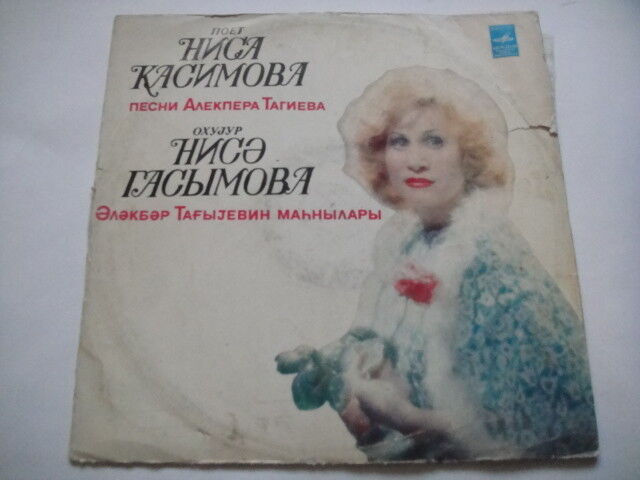 ПОЕТ
НИСА
КАСИМОВА
ПЕСНИ АЛЕКПЕРА ТАГИЕВА
ОХУЈУР
НИСӘ
ГАСЫМОВА
ӘЛӘКБӘР ТАҒЫЈЕВИН МАҺНЫЛАРЫ